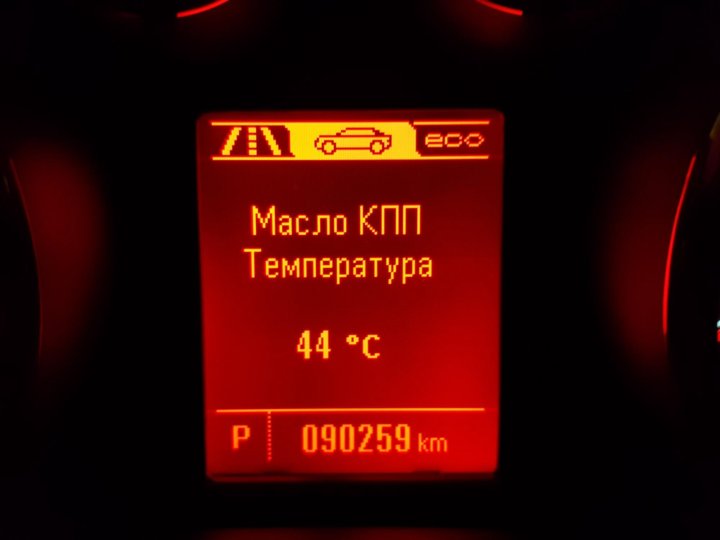 eco
Масло КПП
Температура
44 °C
P 090259 km